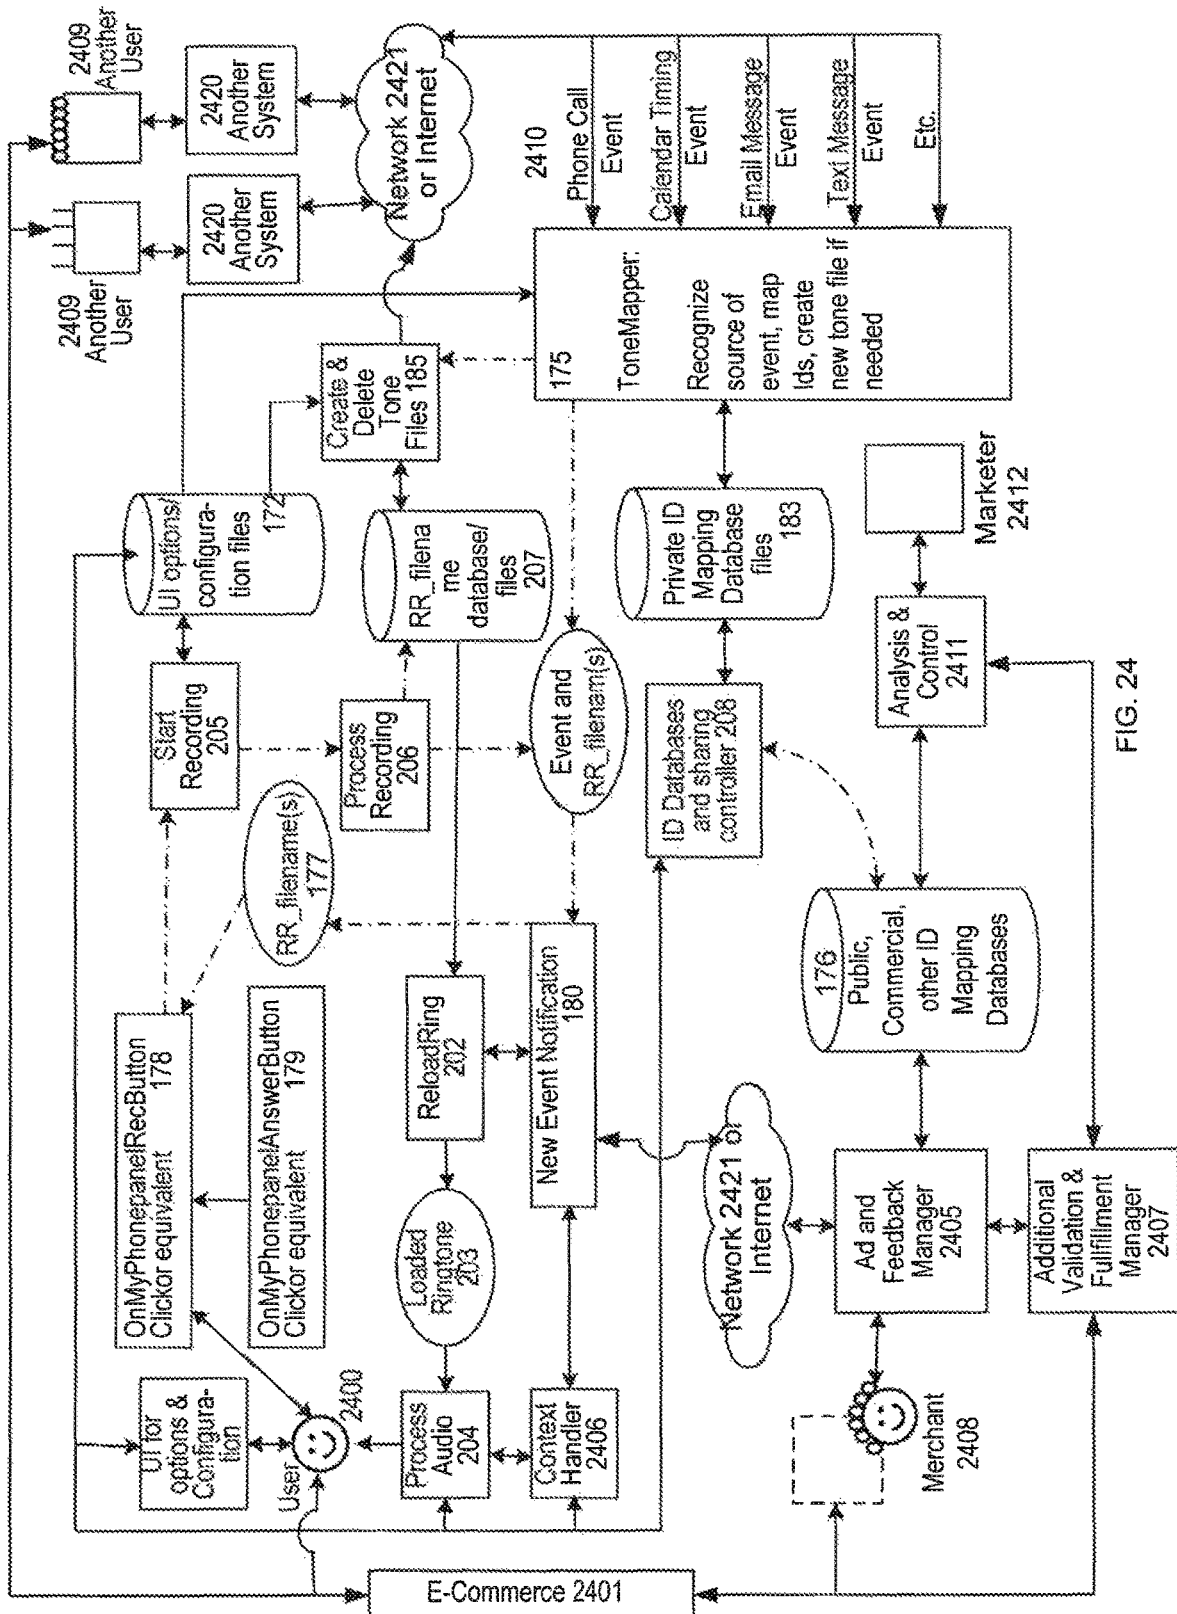 2409
Another
User
2409
Another
User
2420
Another
System
2420
Another
System
Network 2421
or Internet
2410
Phone Call
Event
Calendar Timing
Event
Email Message
Event
Text Message
Event
Etc.
175
ToneMapper:
Recognize
source of
event, map
Ids, create
new tone file if
needed
Create &
Delete
Tone
Files 185
UI options/
configura-
tion files
172
RR_filena
me
database/
files
207
Private ID
Mapping
Database
files
183
Marketer
2412
Start
Recording
205
Process
Recording
206
Event and
RR_filenam(s)
ID Databases
and sharing
controller 208
Analysis &
Control
2411
FIG. 24
RR_filename(s)
177
OnMyPhonepanelRecButton
Clickor equivalent 178
OnMyPhonepanelAnswerButton
Clickor equivalent 179
ReloadRing
202
New Event Notification
180
176
Public,
Commercial,
other ID
Mapping
Databases
Loaded
Ringtone
203
Network 2421 or
Internet
Ad and
Feedback
Manager
2405
Additional
Validation &
Fullfillment
Manager
2407
UI for
options &
Configura-
tion
User
2400
Process
Audio
204
Context
Handler
2406
Merchant
2408
E-Commerce 2401